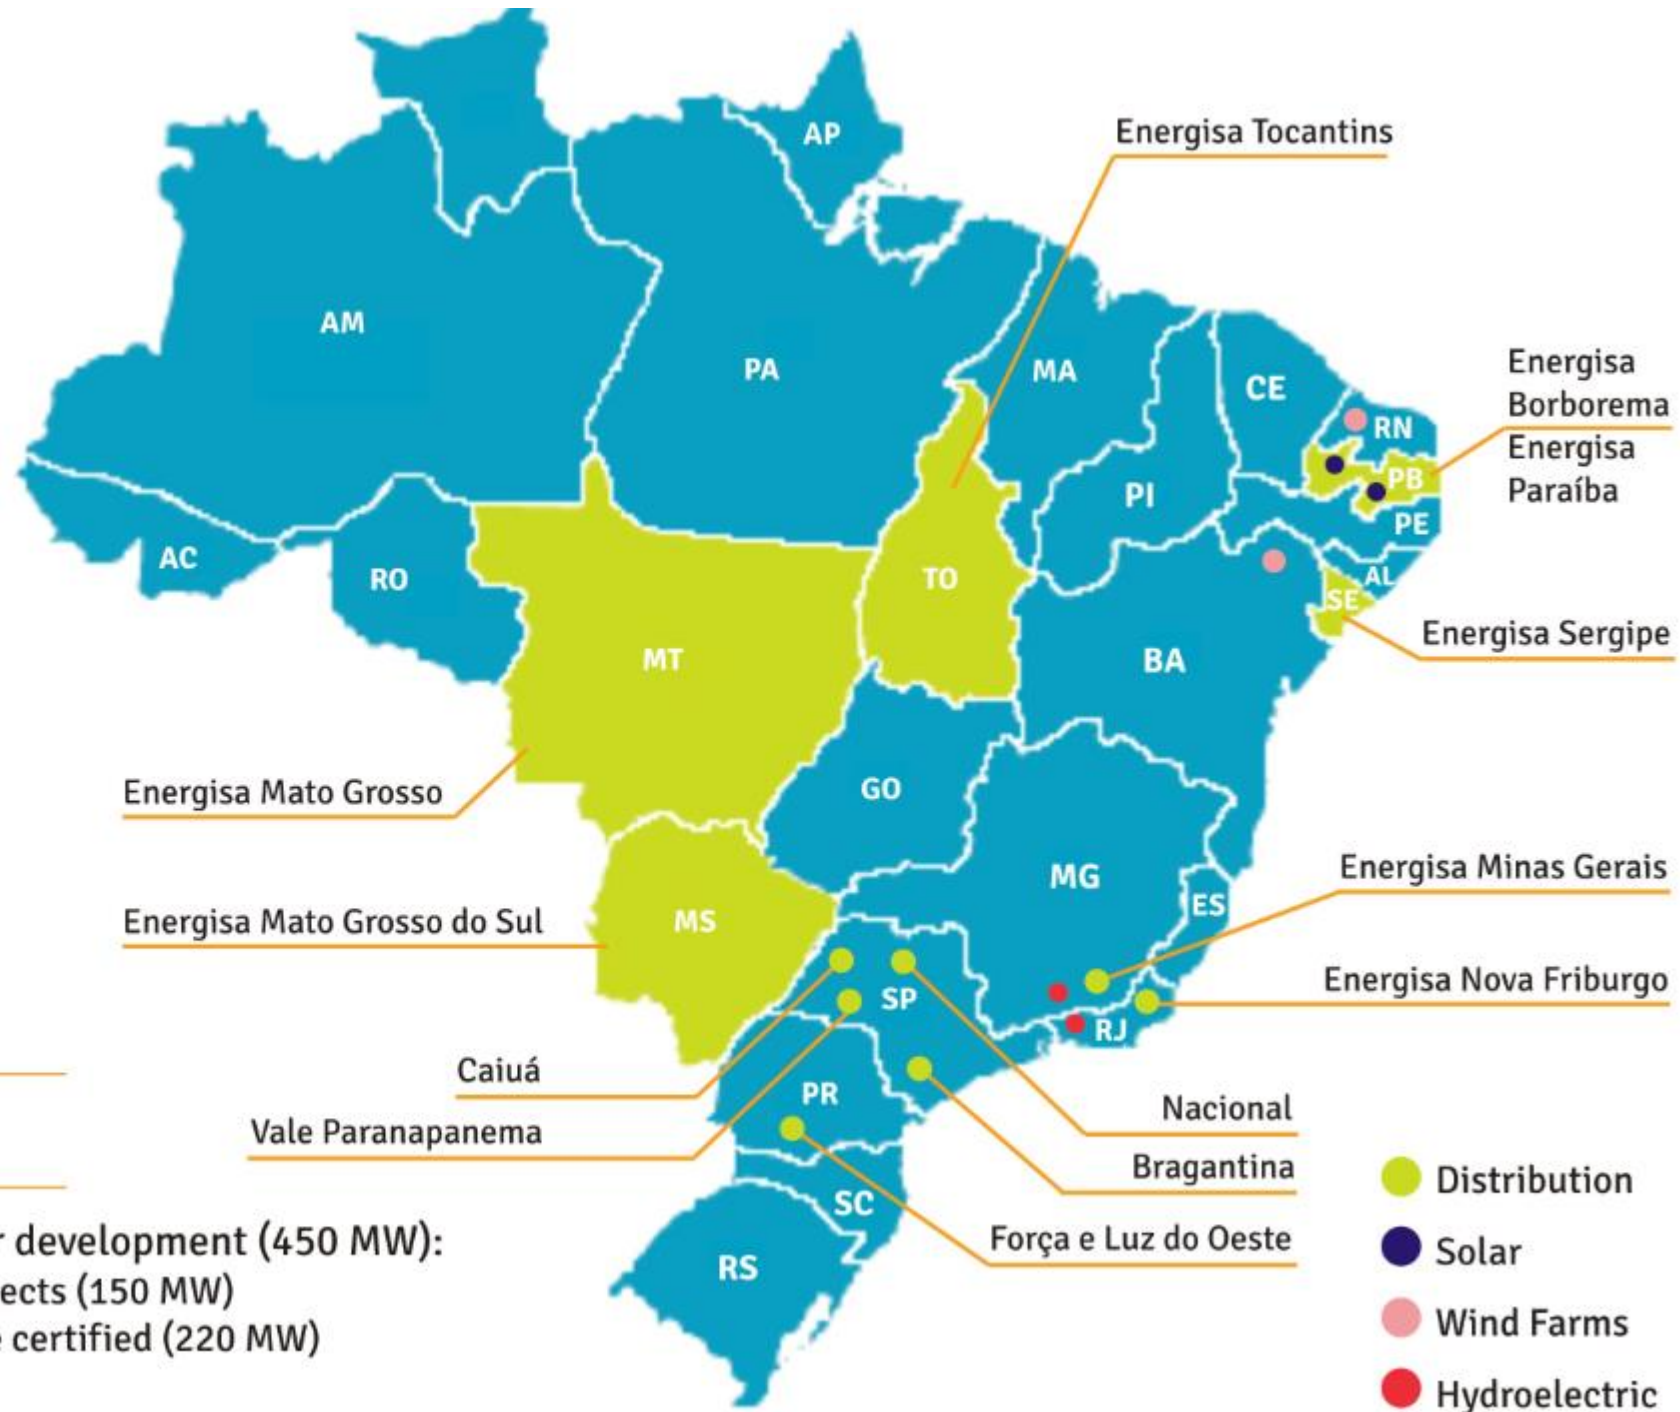 AP
Energisa Tocantins
AM
PA
MA
CE
Energisa
Borborema
Energisa
Paraíba
RN
PB
PI
PE
AC
RO
TO
AL
SE
Energisa Sergipe
MT
BA
Energisa Mato Grosso
GO
Energisa Minas Gerais
MG
ES
Energisa Mato Grosso do Sul
MS
Energisa Nova Friburgo
SP
RJ
Caiuá
PR
Nacional
Vale Paranapanema
Bragantina
Distribution
SC
Força e Luz do Oeste
Solar
development (450 MW):
RS
(150 MW)
Wind Farms
certified (220 MW)
Hydroelectric